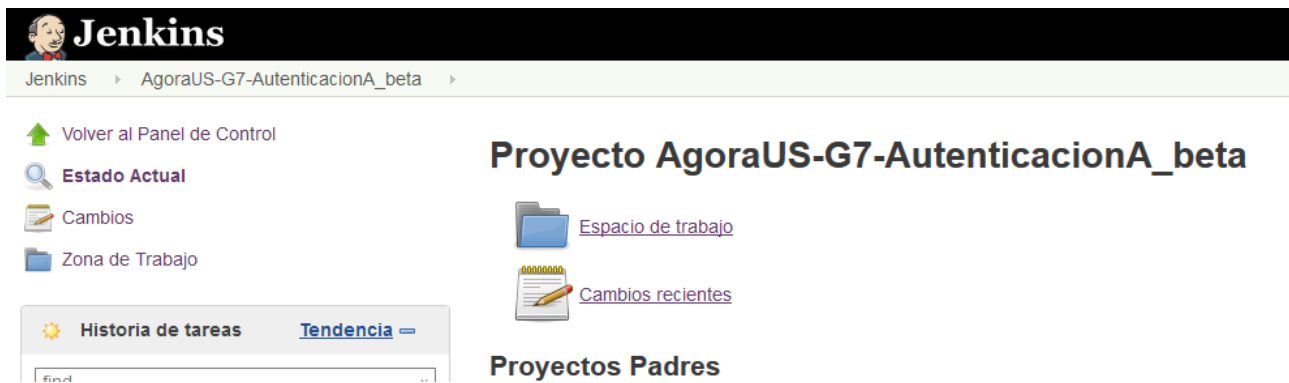 Jenkins
Jenkins AgoraUS-G7-AutenticacionA_beta
Volver al Panel de Control
Estado Actual
Cambios
Zona de Trabajo
Historia de tareas Tendencia
find
Proyecto AgoraUS-G7-AutenticacionA_beta
Espacio de trabajo
Cambios recientes
Proyectos Padres